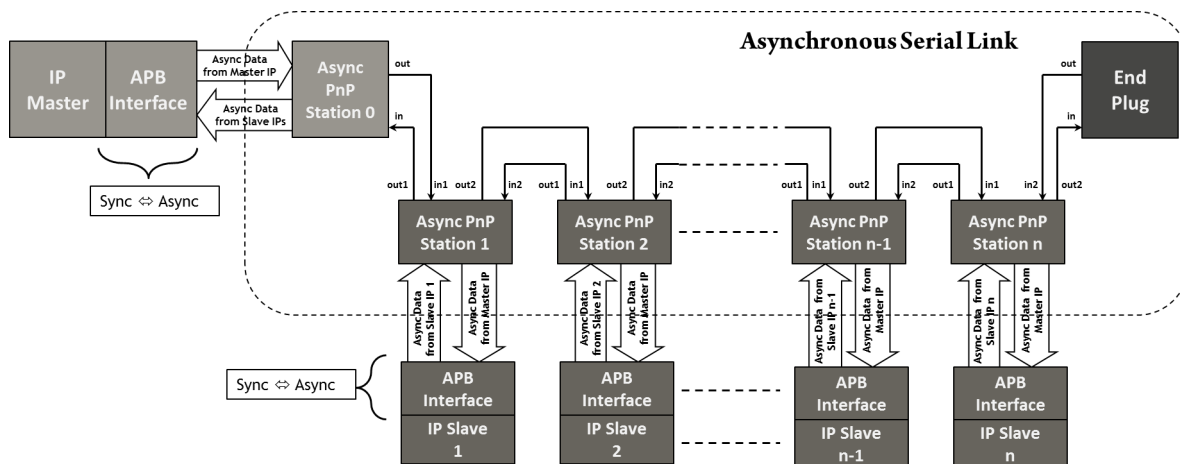 Asynchronous Serial Link
IP
Master
APB
Interface
Async Data
from Master IP
Async Data
from Slave IPs
Async
PnP
Station 0
out
in
out
in
End
Plug
Sync ⇔ Async
out1
in1
out2
in2
out1
in1
out2
in2
out1
in1
out2
in2
out1
in1
in2
out2
Async PnP
Station 1
Async PnP
Station 2
Async PnP
Station n-1
Async PnP
Station n
Async Data
from Slave IP 1
Async Data
from Master IP
Async Data
from Slave IP 2
Async Data
from Master IP
Async Data from
Slave IP n-1
Async Data from
Master IP
Async Data from
Slave IP n
Async Data from
Master IP
Sync ⇔ Async
APB
Interface
IP Slave
1
APB
Interface
IP Slave
2
APB
Interface
IP Slave
n-1
APB
Interface
IP Slave
n